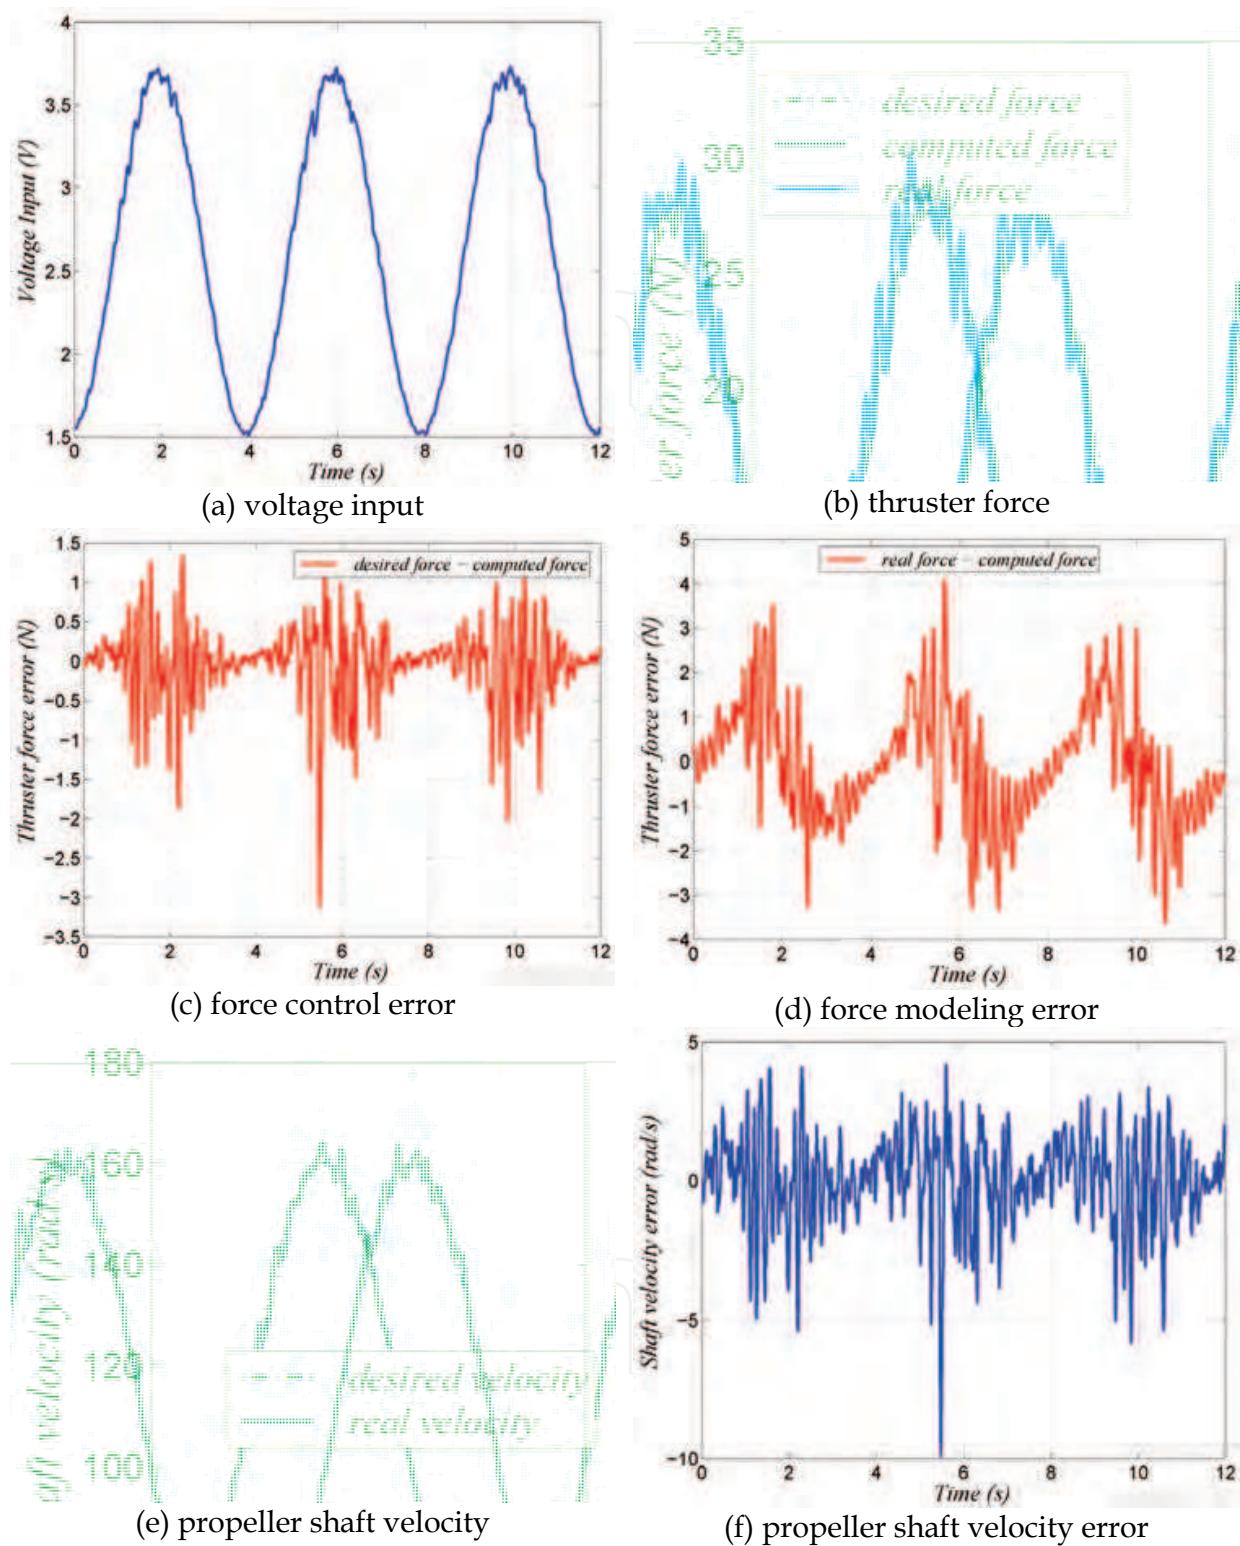 4
3.5
3
2.5
2
1.5
0 2 4 6 8 10 12
Voltage Input (V)
Time (s)
(a) voltage input
35
30
25
20
desired force
computed force
real force
force (N)
(b) thruster force
1.5
1
0.5
0
−0.5
−1
−1.5
−2
−2.5
−3
−3.5
0 2 4 6 8 10 12
desired force − computed force
Thruster force error (N)
Time (s)
(c) force control error
5
4
3
2
1
0
−1
−2
−3
−4
0 2 4 6 8 10 12
real force − computed force
Thruster force error (N)
Time (s)
(d) force modeling error
180
160
140
120
100
desired velocity
real velocity
velocity
(e) propeller shaft velocity
5
0
−5
−10
0 2 4 6 8 10 12
Shaft velocity error (rad/s)
Time (s)
(f) propeller shaft velocity error